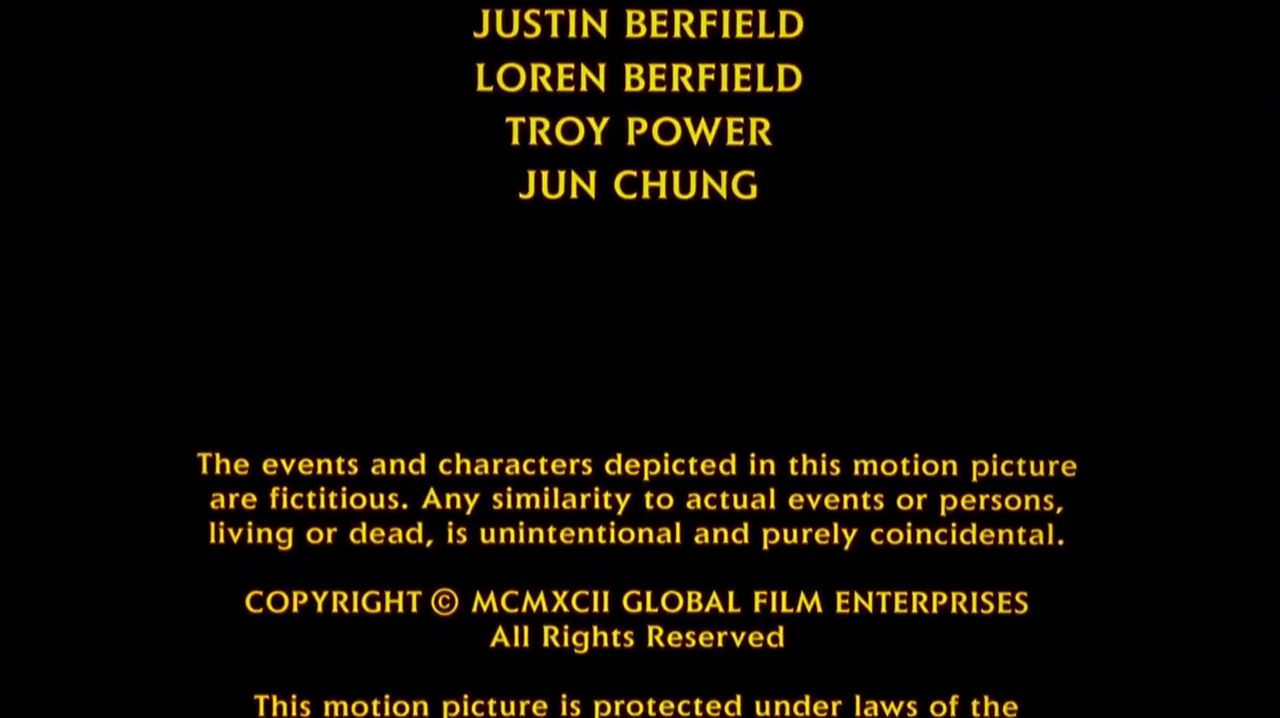 JUSTIN BERFIELD
LOREN BERFIELD
TROY POWER
JUN CHUNG
The events and characters depicted in this motion picture
are fictitious. Any similarity to actual events or persons,
living or dead, is unintentional and purely coincidental.
COPYRIGHT © MCMXCII GLOBAL FILM ENTERPRISES
All Rights Reserved
This motion picture is protected under laws of the